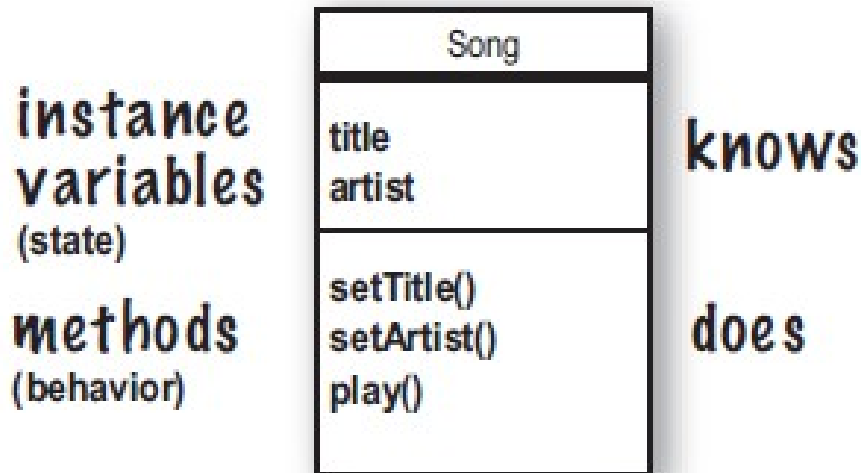 Song
instance
variables
(state)
title
artist
knows
methods
(behavior)
setTitle()
setArtist()
play()
does